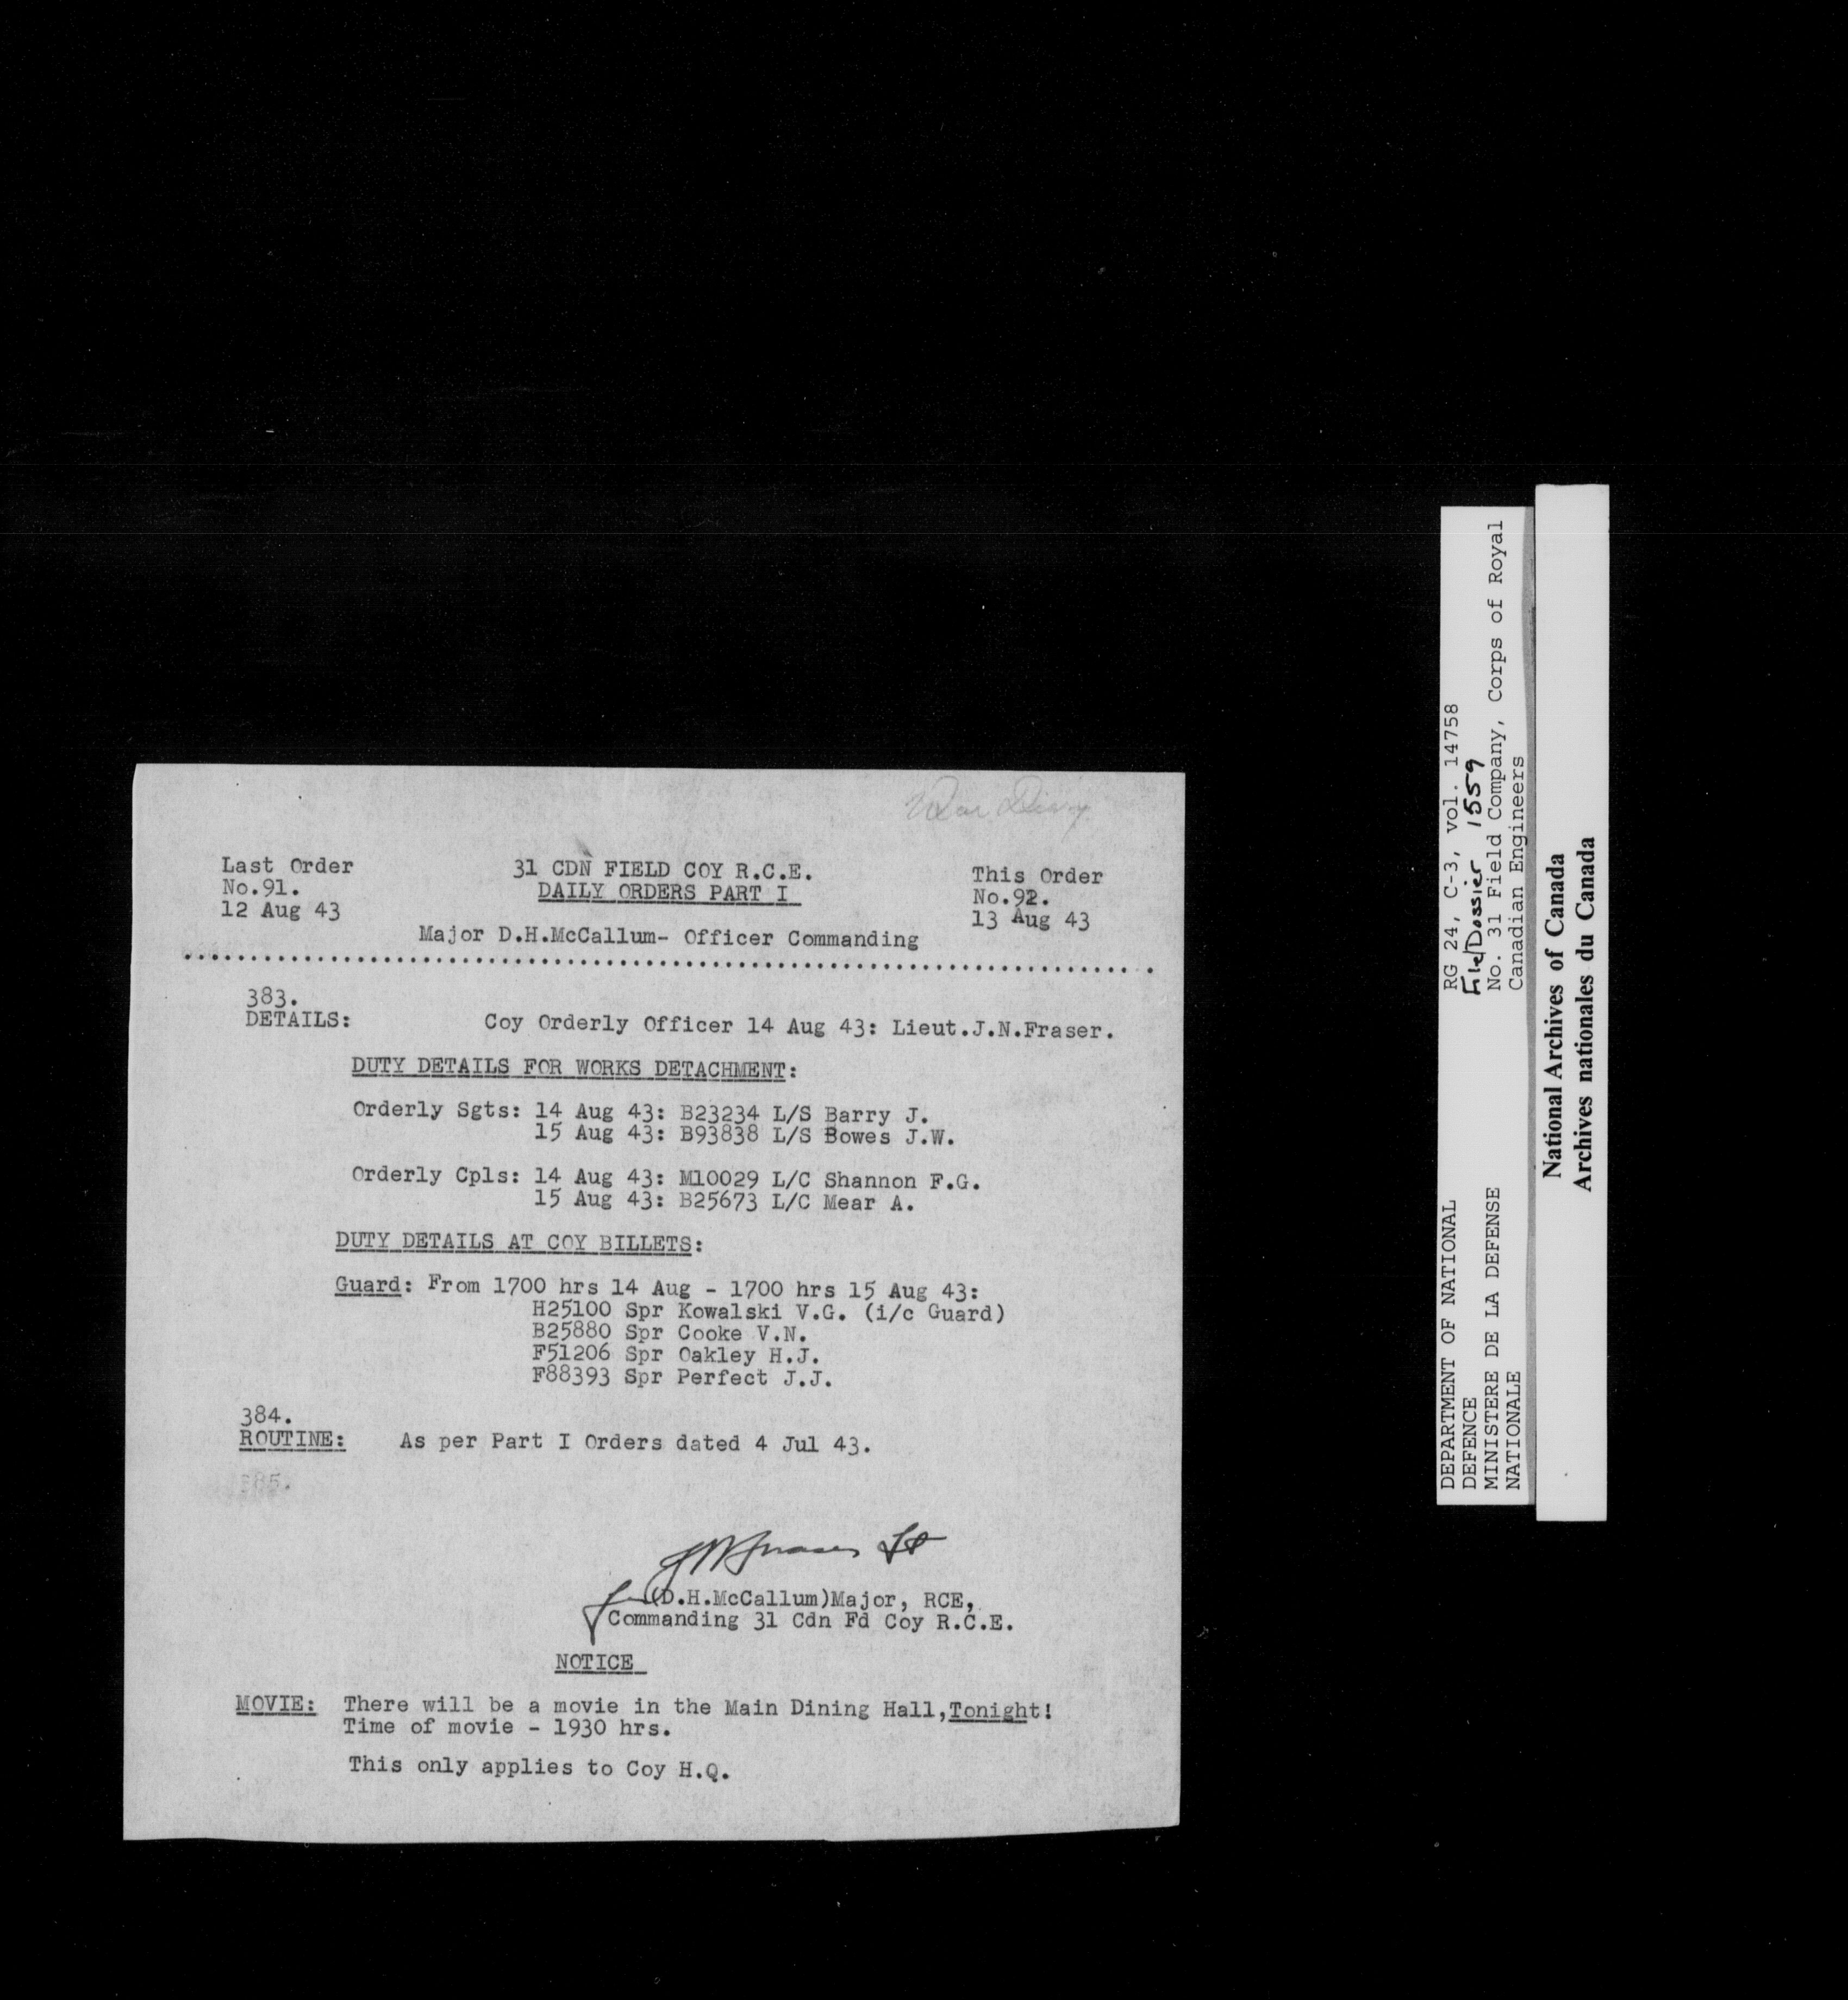 War Diary
Last Order
No.91.
12 Aug 43
31 CDN FIELD COY R.C.E.
DAILY ORDERS PART I
This Order
No.92.
13 Aug 43
Major D.H.McCallum- Officer Commanding
383.
DETAILS: Coy Orderly Officer 14 Aug 43: Lieut.J.N.Fraser.
DUTY DETAILS FOR WORKS DETACHMENT:
Orderly Sgts: 14 Aug 43: B23234 L/S Barry J.
15 Aug 43: B93838 L/S Bowes J.W.
Orderly Cpls: 14 Aug 43: M10029 L/C Shannon F.G.
15 Aug 43: B25673 L/C Mear A.
DUTY DETAILS AT COY BILLETS:
Guard: From 1700 hrs 14 Aug - 1700 hrs 15 Aug 43:
H25100 Spr Kowalski V.G. (i/c Guard)
B25880 Spr Cooke V.N.
F51206 Spr Oakley H.J.
F88393 Spr Perfect J.J.
384.
ROUTINE: As per Part I Orders dated 4 Jul 43.
385.
JNFraser Lt
for (D.H.McCallum)Major, RCE,
Commanding 31 Cdn Fd Coy R.C.E.
NOTICE
MOVIE: There will be a movie in the Main Dining Hall,Tonight!
Time of movie - 1930 hrs.
This only applies to Coy H.Q.
DEPARTMENT OF NATIONAL
DEFENCE
MINISTERE DE LA DEFENSE
NATIONALE
RG 24, C-3, vol. 14758
File/Dossier 1559
No. 31 Field Company, Corps of Royal
Canadian Engineers
National Archives of Canada
Archives nationales du Canada